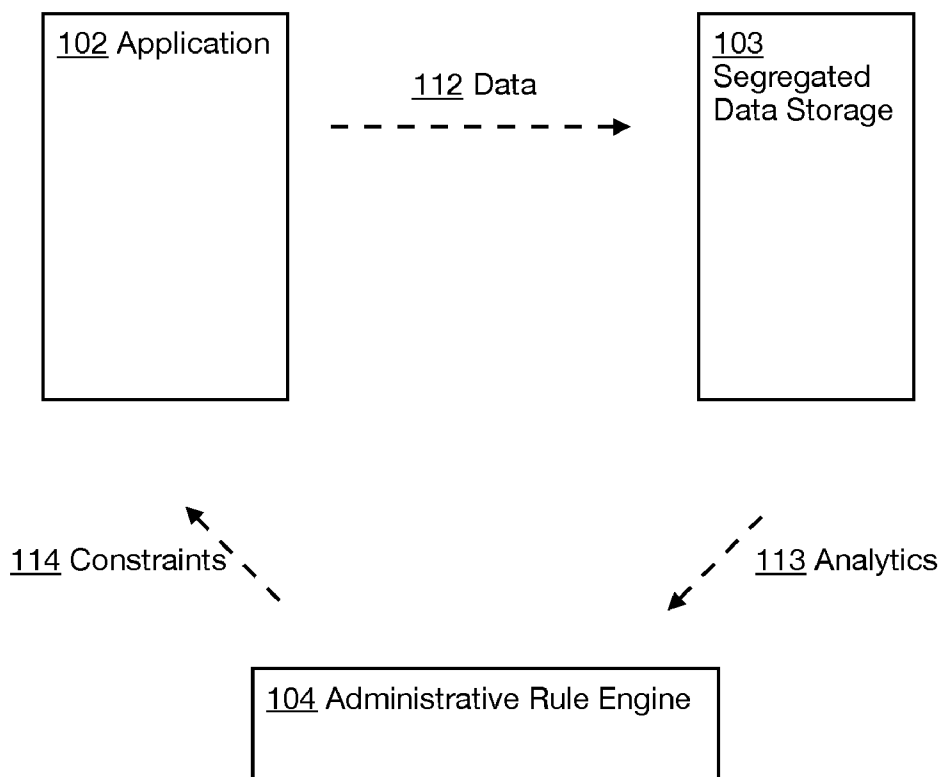 102 Application
112 Data
103
Segregated
Data Storage
114 Constraints
113 Analytics
104 Administrative Rule Engine